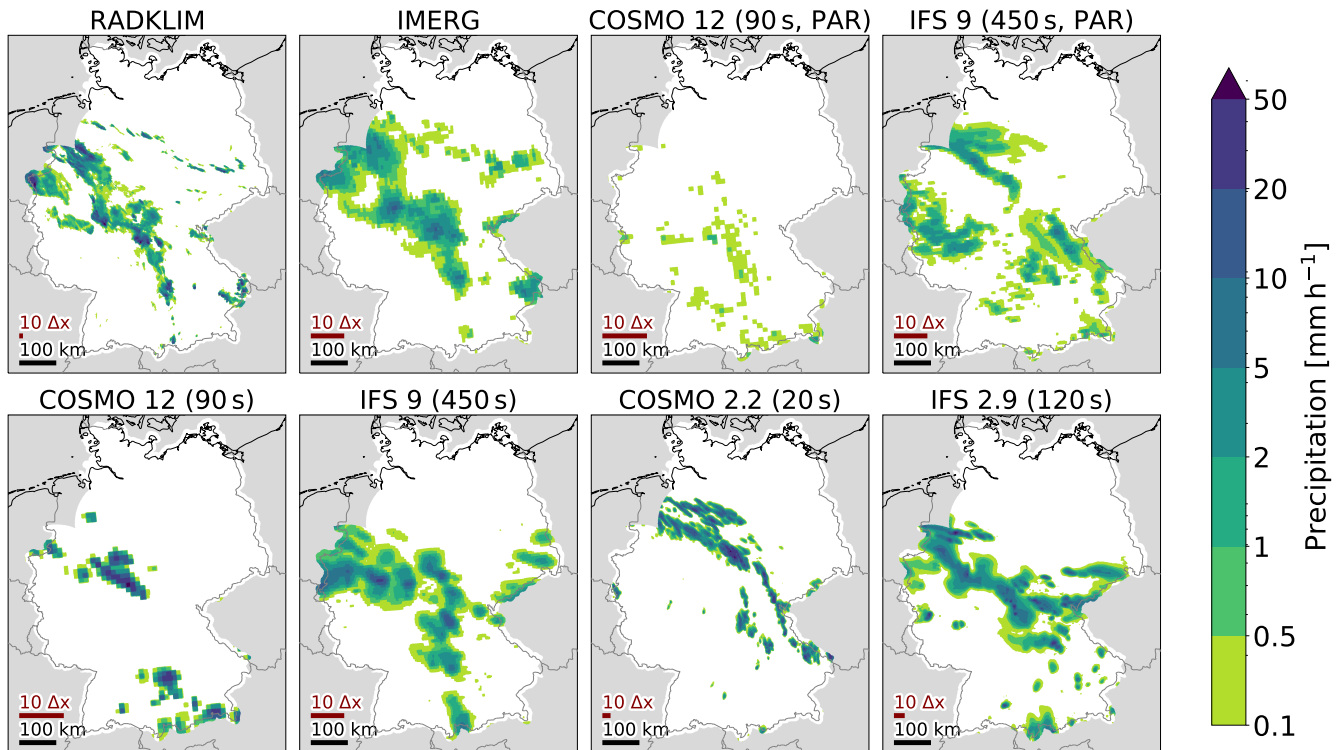 RADKLIM
IMERG
COSMO 12 (90 s, PAR)
IFS 9 (450 s, PAR)
10 Δx
100 km
10 Δx
100 km
10 Δx
100 km
10 Δx
100 km
COSMO 12 (90 s)
IFS 9 (450 s)
COSMO 2.2 (20 s)
IFS 2.9 (120 s)
10 Δx
100 km
10 Δx
100 km
10 Δx
100 km
10 Δx
100 km
50
20
10
5
2
1
0.5
0.1
Precipitation [mm h⁻¹]